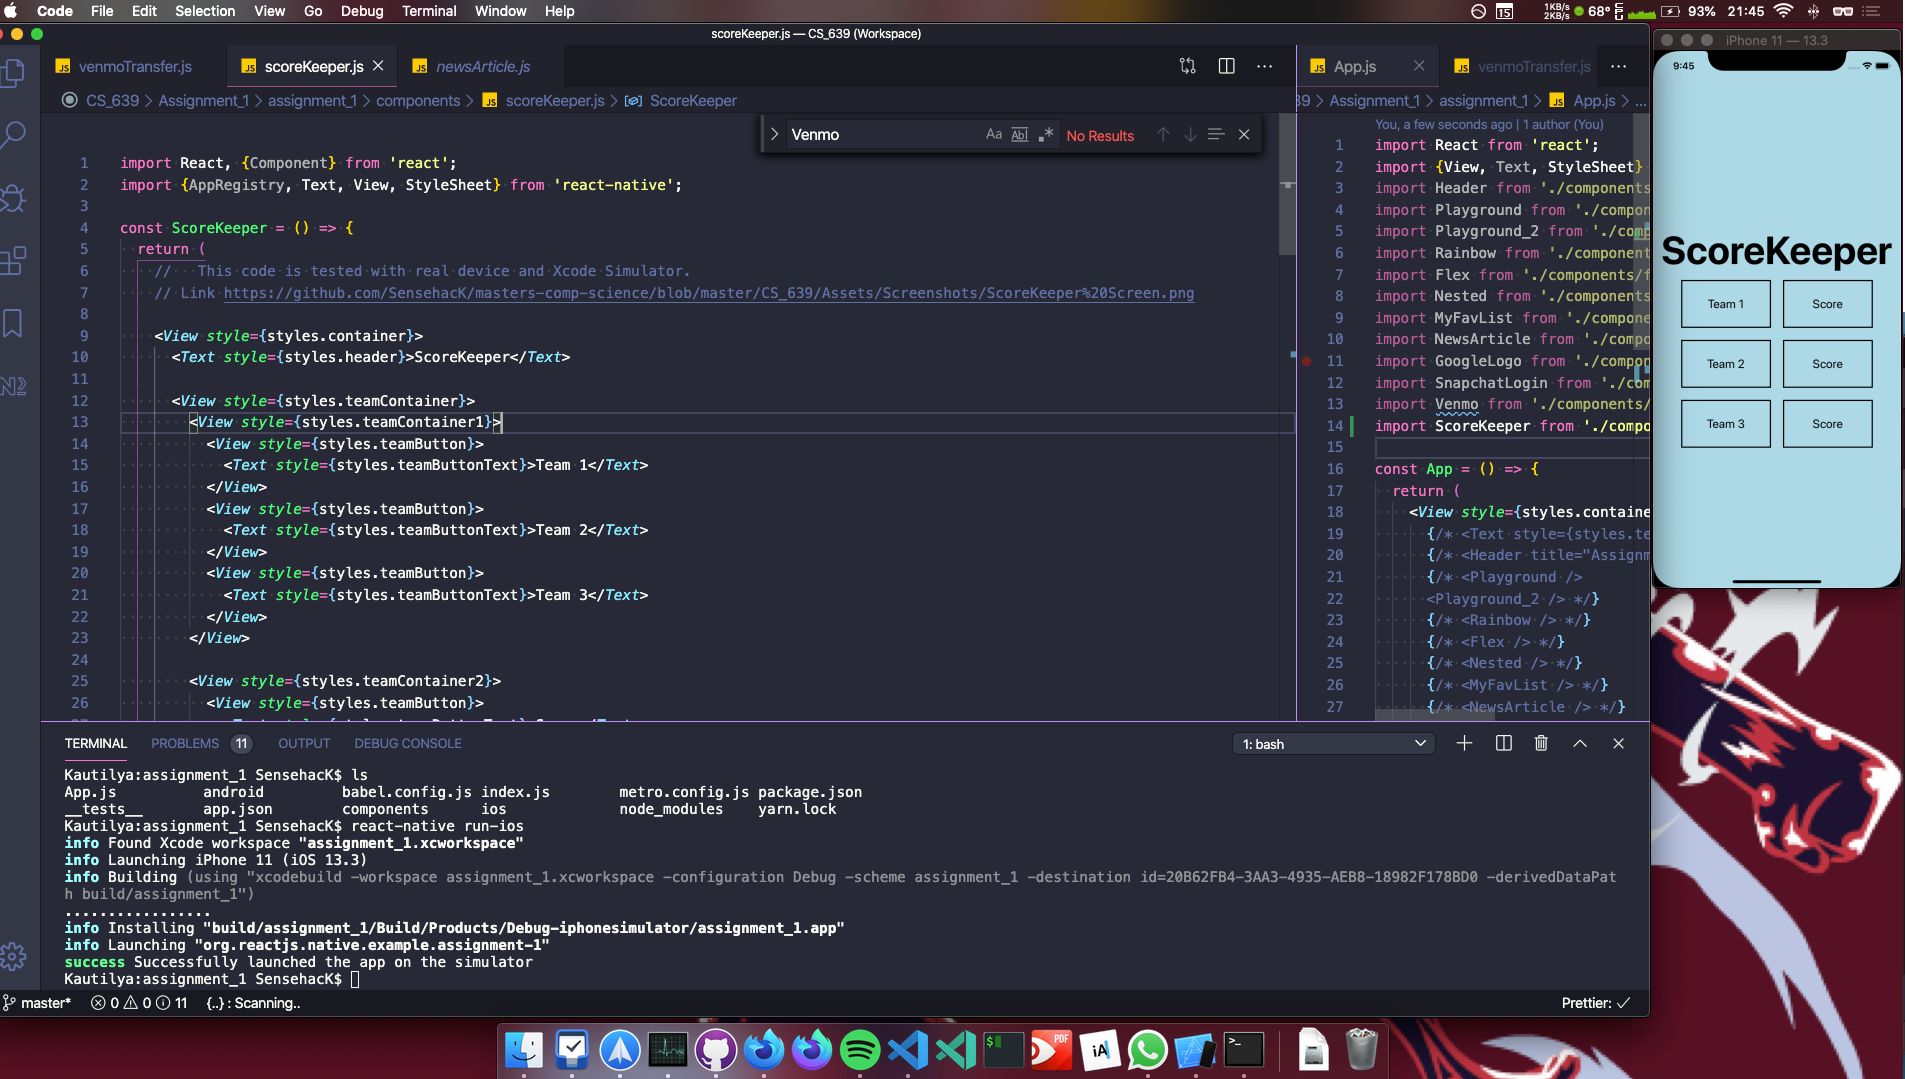 Code File Edit Selection View Go Debug Terminal Window Help
15 1KB/s 2KB/s 68° 93% 21:45
scoreKeeper.js — CS_639 (Workspace)
venmoTransfer.js scoreKeeper.js newsArticle.js
CS_639 > Assignment_1 > assignment_1 > components > JS scoreKeeper.js > ScoreKeeper
Venmo Aa Abl No Results
1 import React, {Component} from 'react';
2 import {AppRegistry, Text, View, StyleSheet} from 'react-native';
3
4 const ScoreKeeper = () => {
5 return (
6 // This code is tested with real device and Xcode Simulator.
7 // Link https://github.com/SensehacK/masters-comp-science/blob/master/CS_639/Assets/Screenshots/ScoreKeeper%20Screen.png
8
9 <View style={styles.container}>
10 <Text style={styles.header}>ScoreKeeper</Text>
11
12 <View style={styles.teamContainer}>
13 <View style={styles.teamContainer1}>
14 <View style={styles.teamButton}>
15 <Text style={styles.teamButtonText}>Team 1</Text>
16 </View>
17 <View style={styles.teamButton}>
18 <Text style={styles.teamButtonText}>Team 2</Text>
19 </View>
20 <View style={styles.teamButton}>
21 <Text style={styles.teamButtonText}>Team 3</Text>
22 </View>
23 </View>
24
25 <View style={styles.teamContainer2}>
26 <View style={styles.teamButton}>
App.js venmoTransfer.js
39 > Assignment_1 > assignment_1 > JS App.js > ...
You, a few seconds ago | 1 author (You)
1 import React from 'react';
2 import {View, Text, StyleSheet}
3 import Header from './components
4 import Playground from './compon
5 import Playground_2 from './comp
6 import Rainbow from './component
7 import Flex from './components/f
8 import Nested from './components
9 import MyFavList from './compone
10 import NewsArticle from './compo
11 import GoogleLogo from './compon
12 import SnapchatLogin from './com
13 import Venmo from './components/
14 import ScoreKeeper from './compo
15
16 const App = () => {
17 return (
18 <View style={styles.containe
19 {/* <Text style={styles.te
20 {/* <Header title="Assignm
21 {/* <Playground />
22 <Playground_2 /> */}
23 {/* <Rainbow /> */}
24 {/* <Flex /> */}
25 {/* <Nested /> */}
26 {/* <MyFavList /> */}
27 {/* <NewsArticle /> */}
iPhone 11 — 13.3
9:45
ScoreKeeper
Team 1 Score
Team 2 Score
Team 3 Score
TERMINAL PROBLEMS 11 OUTPUT DEBUG CONSOLE 1: bash
Kautilya:assignment_1 SensehacK$ ls
App.js android babel.config.js index.js metro.config.js package.json
__tests__ app.json components ios node_modules yarn.lock
Kautilya:assignment_1 SensehacK$ react-native run-ios
info Found Xcode workspace "assignment_1.xcworkspace"
info Launching iPhone 11 (iOS 13.3)
info Building (using "xcodebuild -workspace assignment_1.xcworkspace -configuration Debug -scheme assignment_1 -destination id=20B62FB4-3AA3-4935-AEB8-18982F178BD0 -derivedDataPat
h build/assignment_1")
.................
info Installing "build/assignment_1/Build/Products/Debug-iphonesimulator/assignment_1.app"
info Launching "org.reactjs.native.example.assignment-1"
success Successfully launched the app on the simulator
Kautilya:assignment_1 SensehacK$
master* 0 0 11 {..} : Scanning.. Prettier: ✓
PDF iA